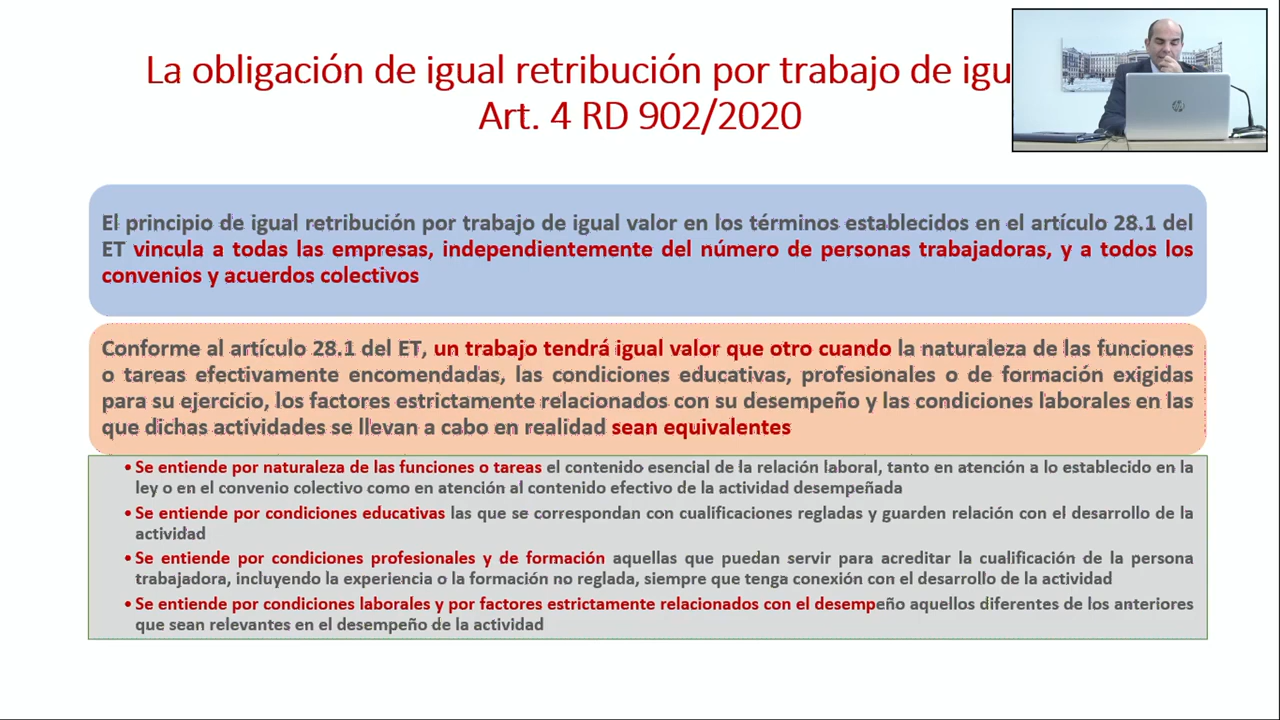 La obligación de igual retribución por trabajo de igu
Art. 4 RD 902/2020
El principio de igual retribución por trabajo de igual valor en los términos establecidos en el artículo 28.1 del
ET vincula a todas las empresas, independientemente del número de personas trabajadoras, y a todos los
convenios y acuerdos colectivos
Conforme al artículo 28.1 del ET, un trabajo tendrá igual valor que otro cuando la naturaleza de las funciones
o tareas efectivamente encomendadas, las condiciones educativas, profesionales o de formación exigidas
para su ejercicio, los factores estrictamente relacionados con su desempeño y las condiciones laborales en las
que dichas actividades se llevan a cabo en realidad sean equivalentes
• Se entiende por naturaleza de las funciones o tareas el contenido esencial de la relación laboral, tanto en atención a lo establecido en la
ley o en el convenio colectivo como en atención al contenido efectivo de la actividad desempeñada
• Se entiende por condiciones educativas las que se correspondan con cualificaciones regladas y guarden relación con el desarrollo de la
actividad
• Se entiende por condiciones profesionales y de formación aquellas que puedan servir para acreditar la cualificación de la persona
trabajadora, incluyendo la experiencia o la formación no reglada, siempre que tenga conexión con el desarrollo de la actividad
• Se entiende por condiciones laborales y por factores estrictamente relacionados con el desempeño aquellos diferentes de los anteriores
que sean relevantes en el desempeño de la actividad
hp